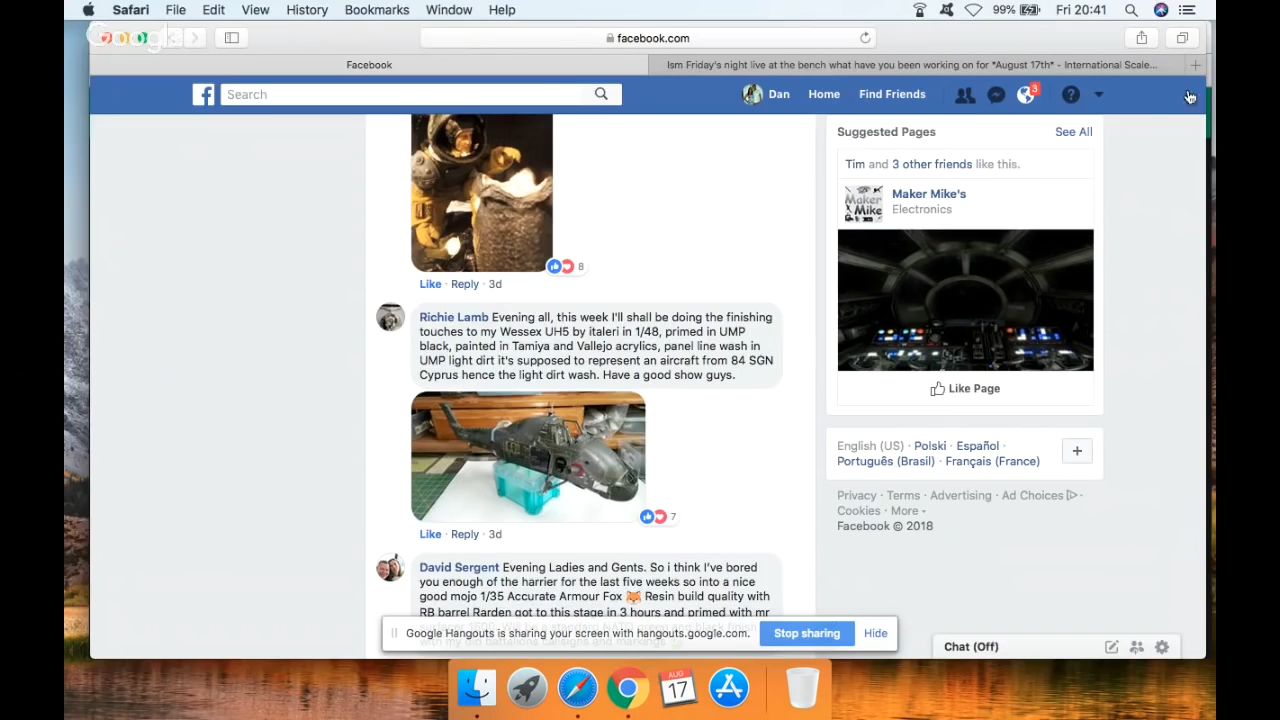 Safari File Edit View History Bookmarks Window Help 99% Fri 20:41
Google
facebook.com
Facebook
Ism Friday's night live at the bench what have you been working on for *August 17th* - International Scale...
Search
Dan Home Find Friends 3
8
Like · Reply · 3d
Richie Lamb Evening all, this week I'll shall be doing the finishing
touches to my Wessex UH5 by italeri in 1/48, primed in UMP
black, painted in Tamiya and Vallejo acrylics, panel line wash in
UMP light dirt it's supposed to represent an aircraft from 84 SGN
Cyprus hence the light dirt wash. Have a good show guys.
7
Like · Reply · 3d
David Sergent Evening Ladies and Gents. So i think I've bored
you enough of the harrier for the last five weeks so into a nice
good mojo 1/35 Accurate Armour Fox 🦊 Resin build quality with
RB barrel Rarden got to this stage in 3 hours and primed with mr
Google Hangouts is sharing your screen with hangouts.google.com.
Stop sharing
Hide
Suggested Pages
See All
Tim and 3 other friends like this.
Maker
Mike
Maker Mike's
Electronics
Like Page
English (US) · Polski · Español ·
Português (Brasil) · Français (France)
+
Privacy · Terms · Advertising · Ad Choices ·
Cookies · More
Facebook © 2018
Chat (Off)
AUG
17